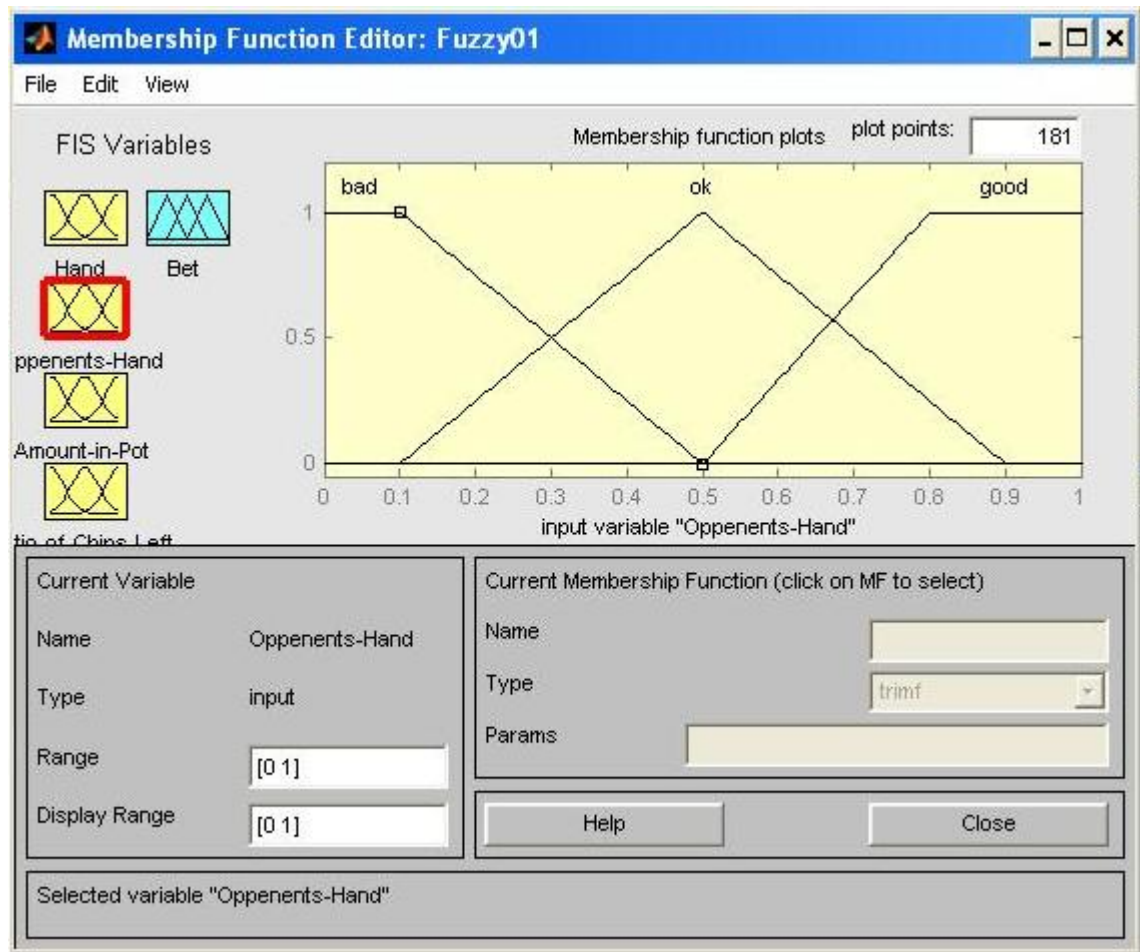 Membership Function Editor: Fuzzy01
File Edit View
FIS Variables
Membership function plots plot points: 181
Hand Bet
ppenents-Hand
Amount-in-Pot
tio of Chips Left
bad ok good
1
0.5
0
0 0.1 0.2 0.3 0.4 0.5 0.6 0.7 0.8 0.9 1
input variable "Oppenents-Hand"
Current Variable
Name Oppenents-Hand
Type input
Range [0 1]
Display Range [0 1]
Current Membership Function (click on MF to select)
Name
Type trimf
Params
Help Close
Selected variable "Oppenents-Hand"